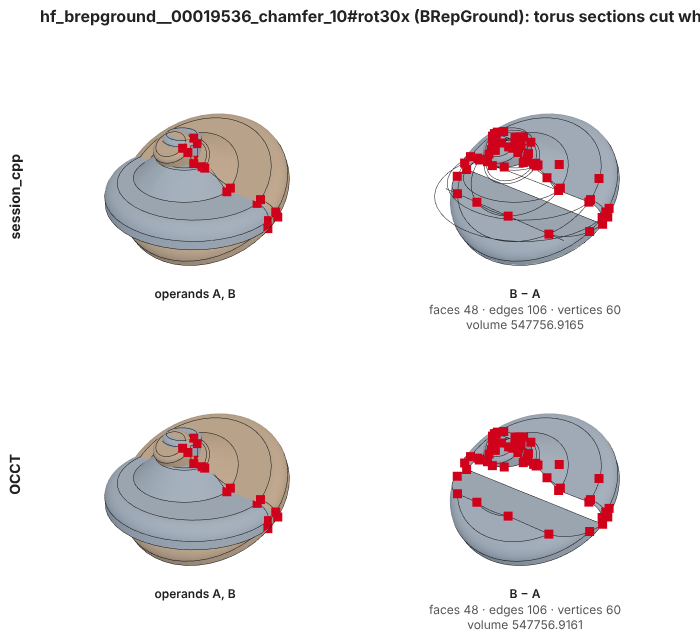 hf_brepground__00019536_chamfer_10#rot30x (BRepGround): torus sections cut wh
session_cpp
operands A, B
B − A
faces 48 · edges 106 · vertices 60
volume 547756.9165
OCCT
operands A, B
B − A
faces 48 · edges 106 · vertices 60
volume 547756.9161